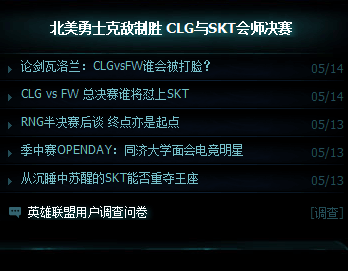 北美勇士克敌制胜 CLG与SKT会师决赛
论剑瓦洛兰：CLGvsFW谁会被打脸？ 05/14
CLG vs FW 总决赛谁将怼上SKT 05/14
RNG半决赛后谈 终点亦是起点 05/13
季中赛OPENDAY：同济大学面会电竞明星 05/13
从沉睡中苏醒的SKT能否重夺王座 05/13
英雄联盟用户调查问卷 [调查]